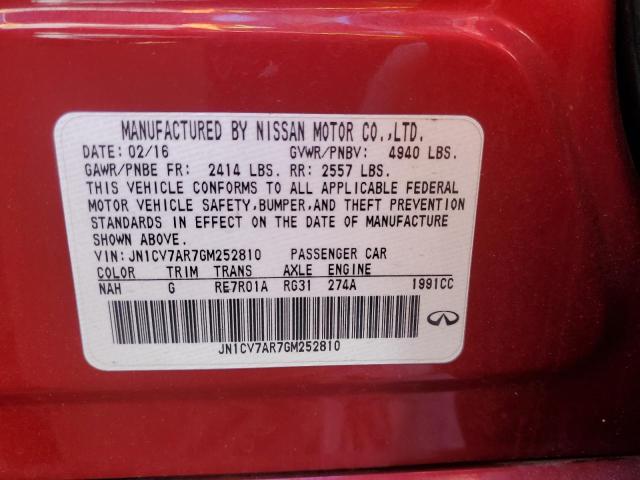 MANUFACTURED BY NISSAN MOTOR CO.,LTD.
DATE: 02/16 GVWR/PNBV: 4940 LBS.
GAWR/PNBE FR: 2414 LBS. RR: 2557 LBS.
THIS VEHICLE CONFORMS TO ALL APPLICABLE FEDERAL
MOTOR VEHICLE SAFETY,BUMPER,AND THEFT PREVENTION
STANDARDS IN EFFECT ON THE DATE OF MANUFACTURE
SHOWN ABOVE.
VIN: JN1CV7AR7GM252810 PASSENGER CAR
COLOR TRIM TRANS AXLE ENGINE
NAH G RE7R01A RG31 274A 1991CC
JN1CV7AR7GM252810